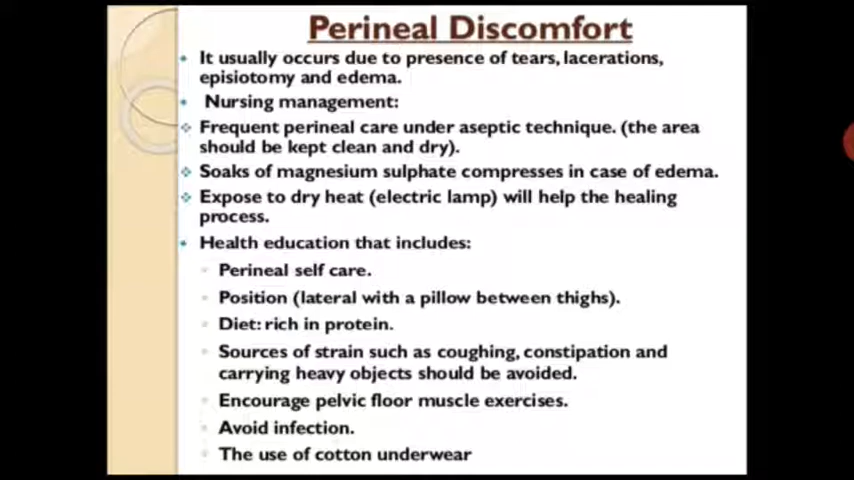 Perineal Discomfort
It usually occurs due to presence of tears, lacerations,
episiotomy and edema.
Nursing management:
Frequent perineal care under aseptic technique. (the area
should be kept clean and dry).
Soaks of magnesium sulphate compresses in case of edema.
Expose to dry heat (electric lamp) will help the healing
process.
Health education that includes:
Perineal self care.
Position (lateral with a pillow between thighs).
Diet: rich in protein.
Sources of strain such as coughing, constipation and
carrying heavy objects should be avoided.
Encourage pelvic floor muscle exercises.
Avoid infection.
The use of cotton underwear